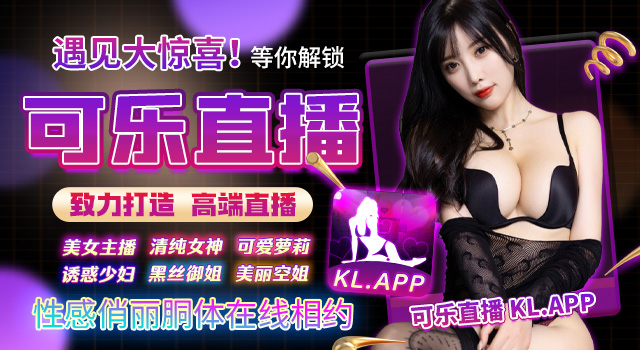 遇见大惊喜！等你解锁
可乐直播
致力打造 高端直播
美女主播 清纯女神 可爱萝莉
诱惑少妇 黑丝御姐 美丽空姐
性感俏丽胴体在线相约
KL.APP
可乐直播 KL.APP